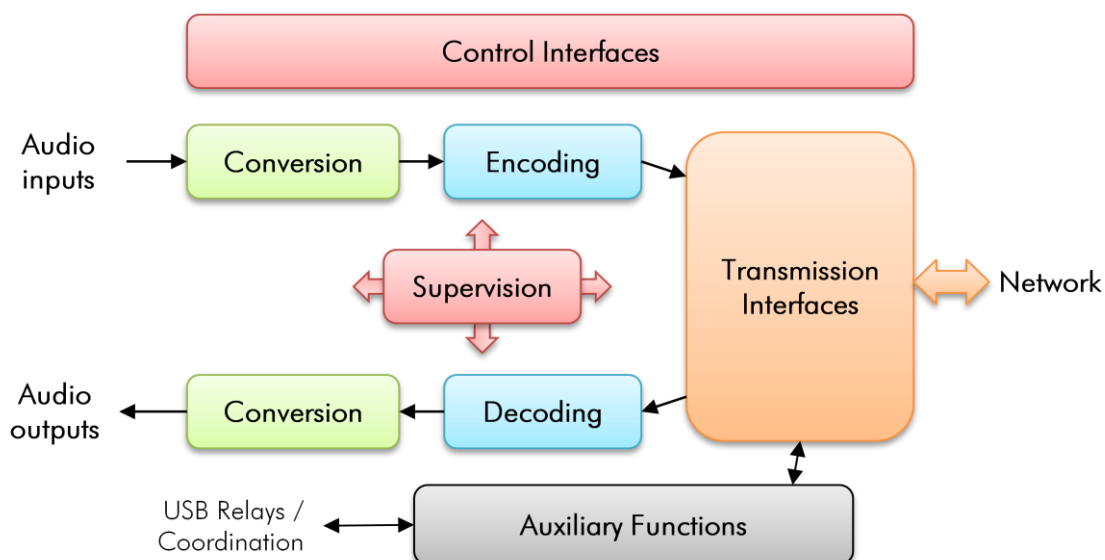 Control Interfaces
Audio
inputs
Conversion
Encoding
Supervision
Transmission
Interfaces
Network
Audio
outputs
Conversion
Decoding
USB Relays /
Coordination
Auxiliary Functions